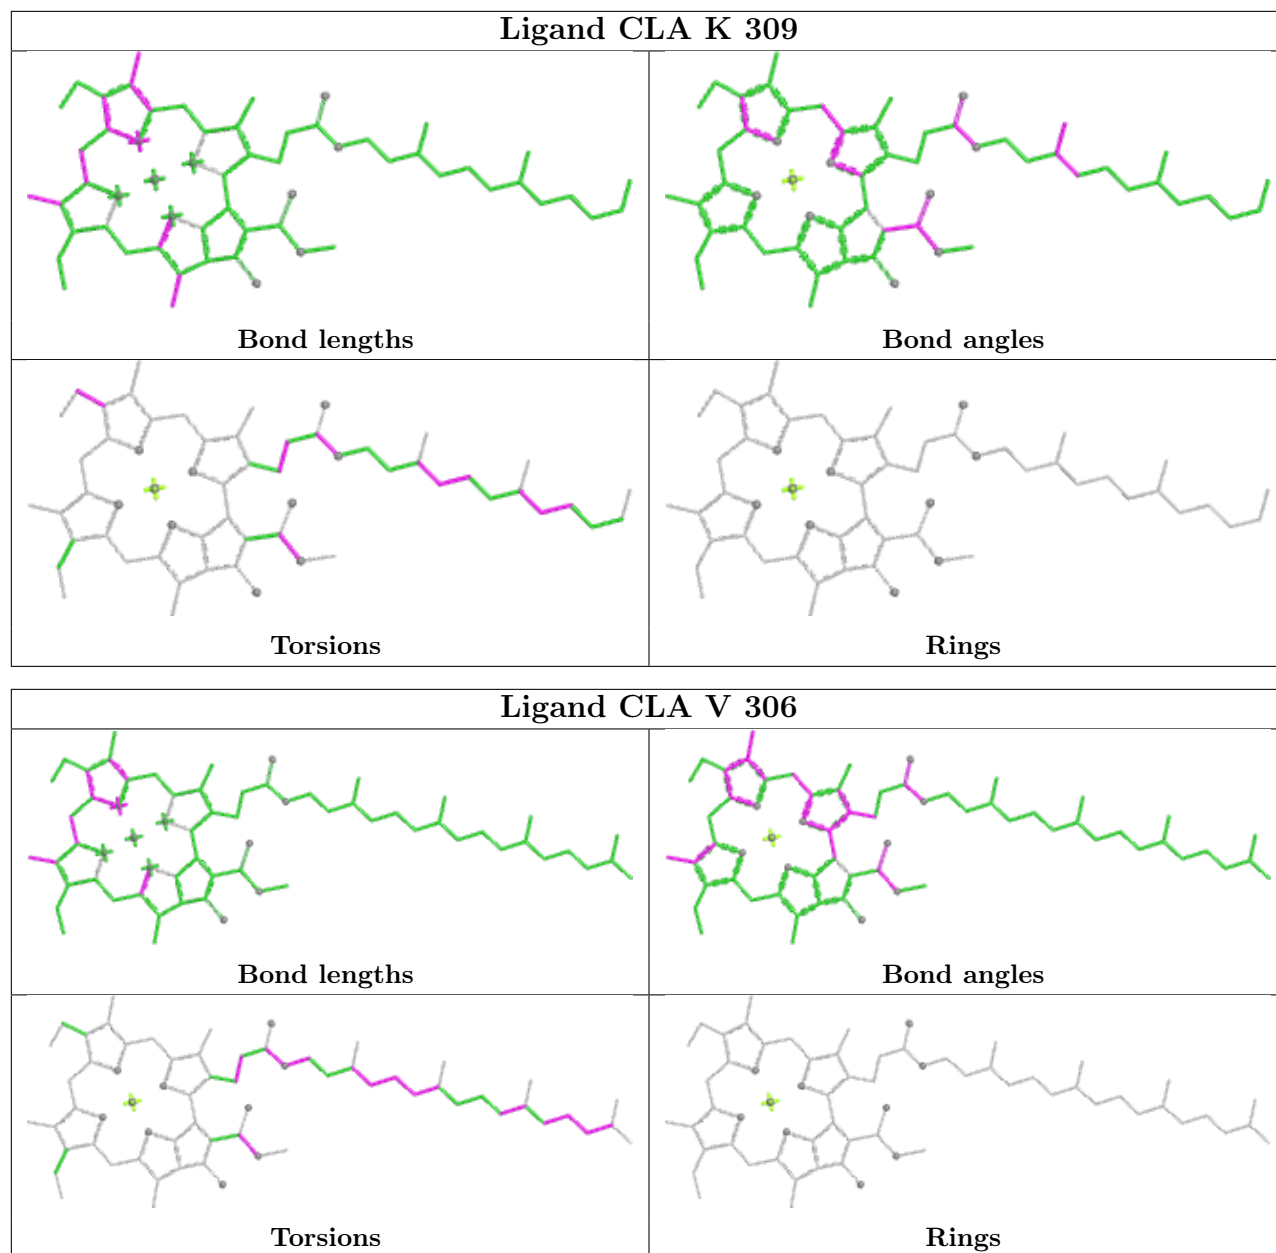 Ligand CLA K 309
Bond lengths
Bond angles
Torsions
Rings
Ligand CLA V 306
Bond lengths
Bond angles
Torsions
Rings